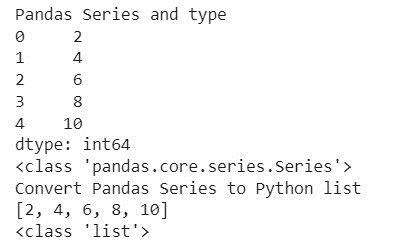 Pandas Series and type
0     2
1     4
2     6
3     8
4    10
dtype: int64
<class 'pandas.core.series.Series'>
Convert Pandas Series to Python list
[2, 4, 6, 8, 10]
<class 'list'>